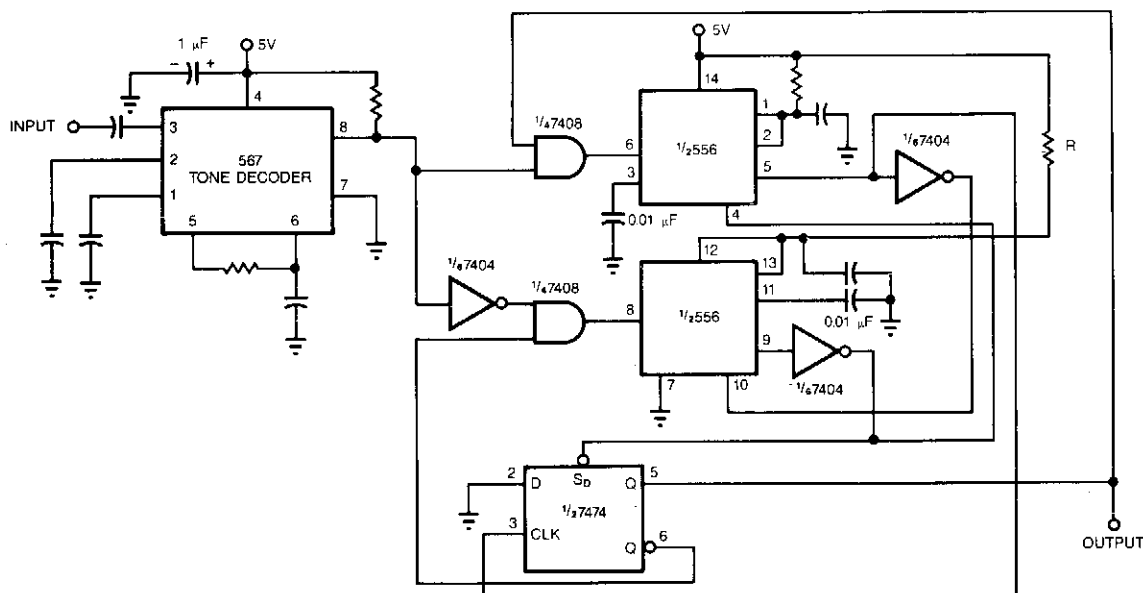 1 µF
− +
5V
4
INPUT
3
8
2
567
TONE DECODER
1
7
5
6
1/4 7408
5V
14
1
2
6
1/2 556
3
5
4
0.01 µF
1/6 7404
R
1/6 7404
1/4 7408
12
13
11
8
1/2 556
0.01 µF
9
7
10
1/6 7404
2
D
SD
Q
5
1/2 7474
3
CLK
Q
6
OUTPUT